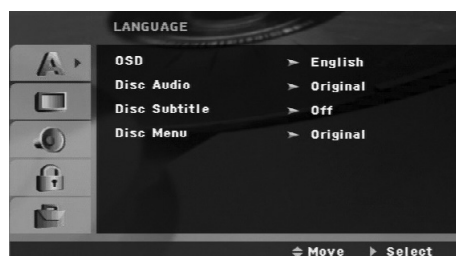 LANGUAGE
OSD ➣ English
Disc Audio ➣ Original
Disc Subtitle ➣ Off
Disc Menu ➣ Original
Move Select